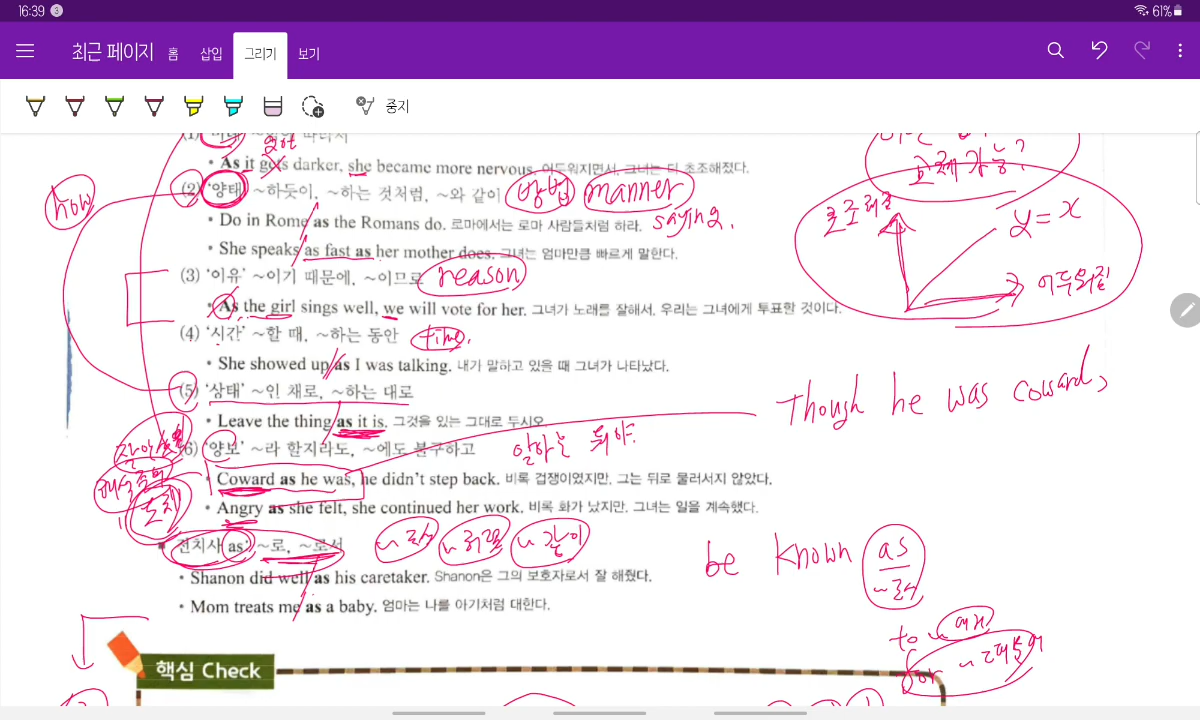 16:39 3 61%
최근 페이지 홈 삽입 그리기 보기
중지
• As it gets darker, she became more nervous. 어두워지면서, 그녀는 더 초조해졌다.
교체 가능?
how
(2) '양태' ~하듯이, ~하는 것처럼, ~와 같이 방법 manner
y = x
• Do in Rome as the Romans do. 로마에서는 로마 사람들처럼 하라. saying.
• She speaks as fast as her mother does. 그녀는 엄마만큼 빠르게 말한다.
(3) '이유' ~이기 때문에, ~이므로 reason
어두워짐
• As the girl sings well, we will vote for her. 그녀가 노래를 잘해서, 우리는 그녀에게 투표할 것이다.
(4) '시간' ~할 때, ~하는 동안 time.
• She showed up as I was talking. 내가 말하고 있을 때 그녀가 나타났다.
(5) '상태' ~인 채로, ~하는 대로
Though he was coward,
• Leave the thing as it is. 그것을 있는 그대로 두시오.
(6) '양보' ~라 할지라도, ~에도 불구하고
• Coward as he was, he didn't step back. 비록 겁쟁이었지만, 그는 뒤로 물러서지 않았다.
• Angry as she felt, she continued her work. 비록 화가 났지만, 그녀는 일을 계속했다.
■ 전치사 as: ~로, ~로서 ~로서 ~처럼 ~같이
be known as
~로서
• Shanon did well as his caretaker. Shanon은 그의 보호자로서 잘 해줬다.
• Mom treats me as a baby. 엄마는 나를 아기처럼 대한다.
to ~에게
for ~때문에
핵심 Check